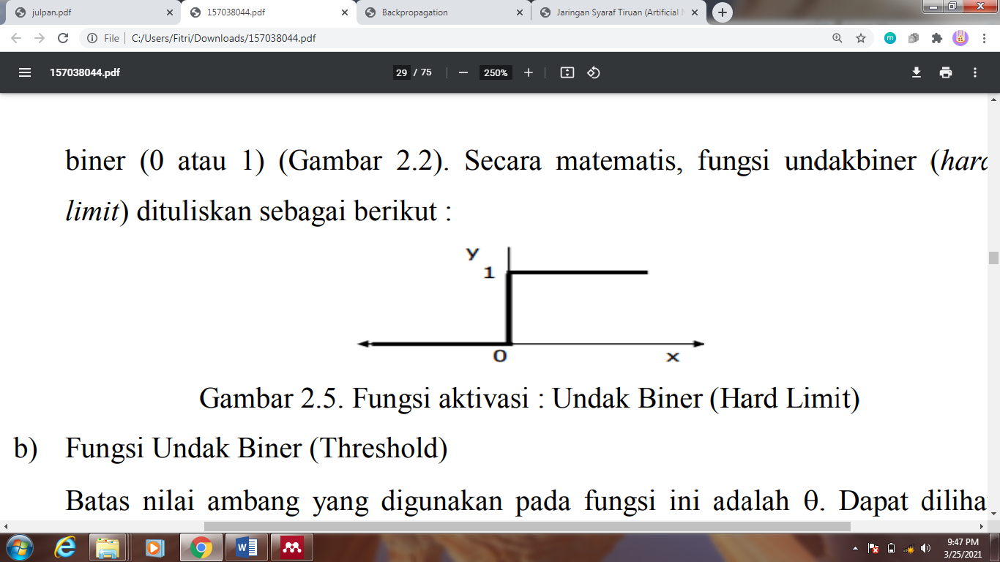 julpan.pdf
157038044.pdf
Backpropagation
Jaringan Syaraf Tiruan (Artificial
File
C:/Users/Fitri/Downloads/157038044.pdf
157038044.pdf
29 / 75
250%
biner (0 atau 1) (Gambar 2.2). Secara matematis, fungsi undakbiner (hard
limit) dituliskan sebagai berikut :
y
1
0
x
Gambar 2.5. Fungsi aktivasi : Undak Biner (Hard Limit)
b) Fungsi Undak Biner (Threshold)
Batas nilai ambang yang digunakan pada fungsi ini adalah θ. Dapat diliha
9:47 PM
3/25/2021